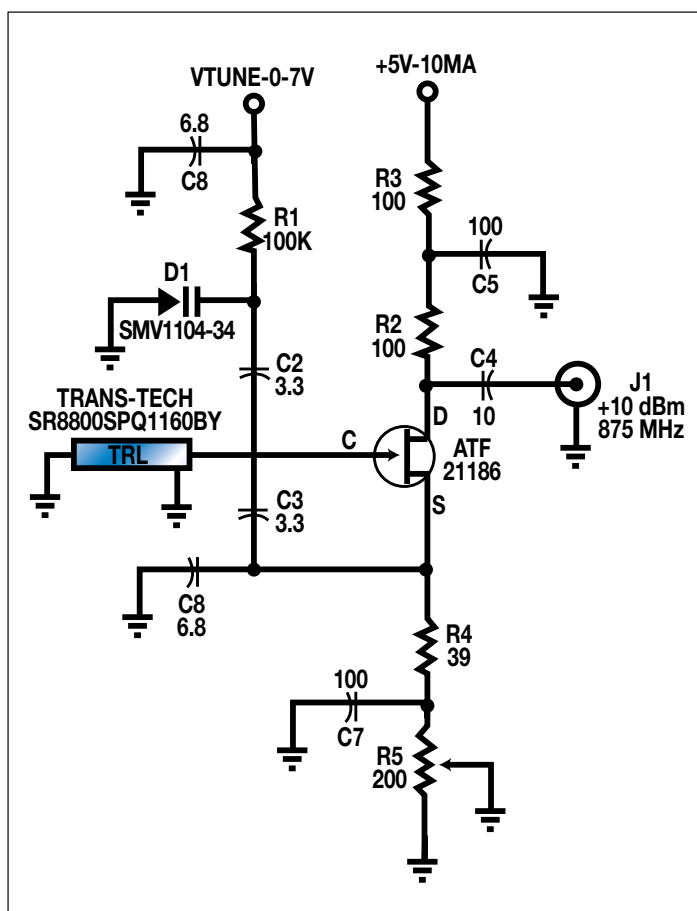 VTUNE-0-7V
+5V-10MA
6.8
C8
R1
100K
R3
100
100
C5
D1
SMV1104-34
R2
100
C4
10
J1
+10 dBm
875 MHz
C2
3.3
TRANS-TECH
SR8800SPQ1160BY
TRL
C
D
ATF
21186
S
C3
3.3
C8
6.8
R4
39
100
C7
R5
200